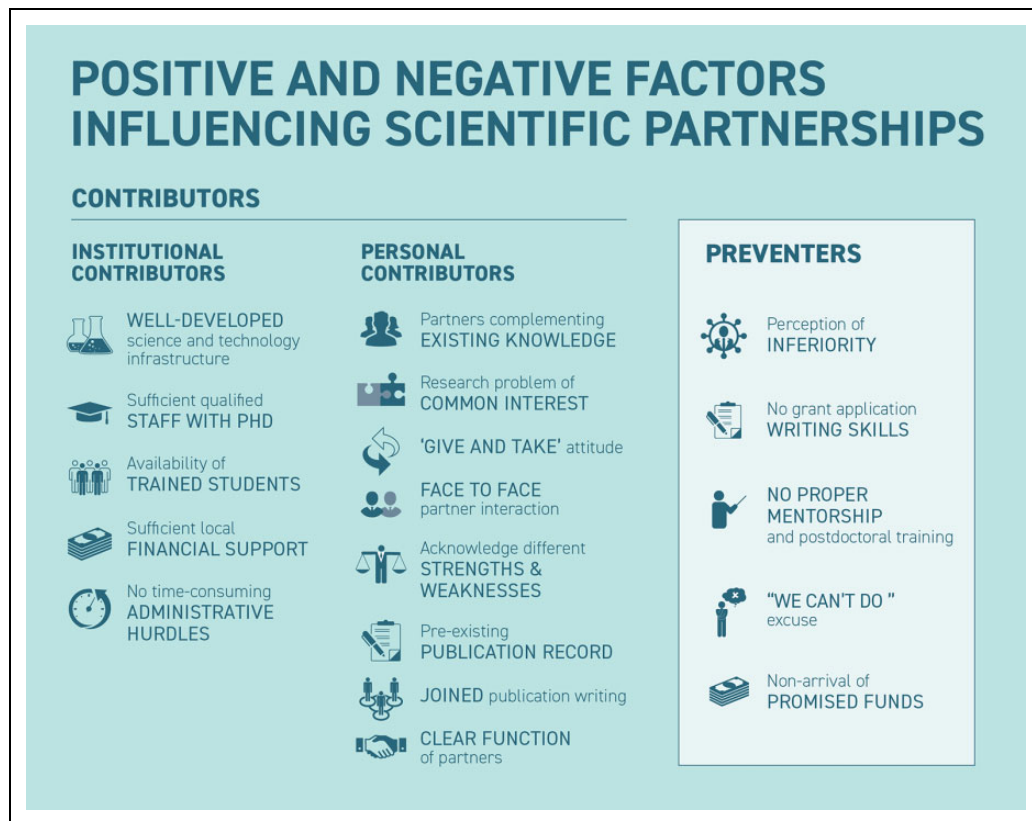 POSITIVE AND NEGATIVE FACTORS
INFLUENCING SCIENTIFIC PARTNERSHIPS
CONTRIBUTORS
INSTITUTIONAL
CONTRIBUTORS
WELL-DEVELOPED
science and technology
infrastructure
Sufficient qualified
STAFF WITH PHD
Availability of
TRAINED STUDENTS
Sufficient local
FINANCIAL SUPPORT
No time-consuming
ADMINISTRATIVE
HURDLES
PERSONAL
CONTRIBUTORS
Partners complementing
EXISTING KNOWLEDGE
Research problem of
COMMON INTEREST
'GIVE AND TAKE' attitude
FACE TO FACE
partner interaction
Acknowledge different
STRENGTHS &
WEAKNESSES
Pre-existing
PUBLICATION RECORD
JOINED publication writing
CLEAR FUNCTION
of partners
PREVENTERS
Perception of
INFERIORITY
No grant application
WRITING SKILLS
NO PROPER
MENTORSHIP
and postdoctoral training
"WE CAN'T DO "
excuse
Non-arrival of
PROMISED FUNDS